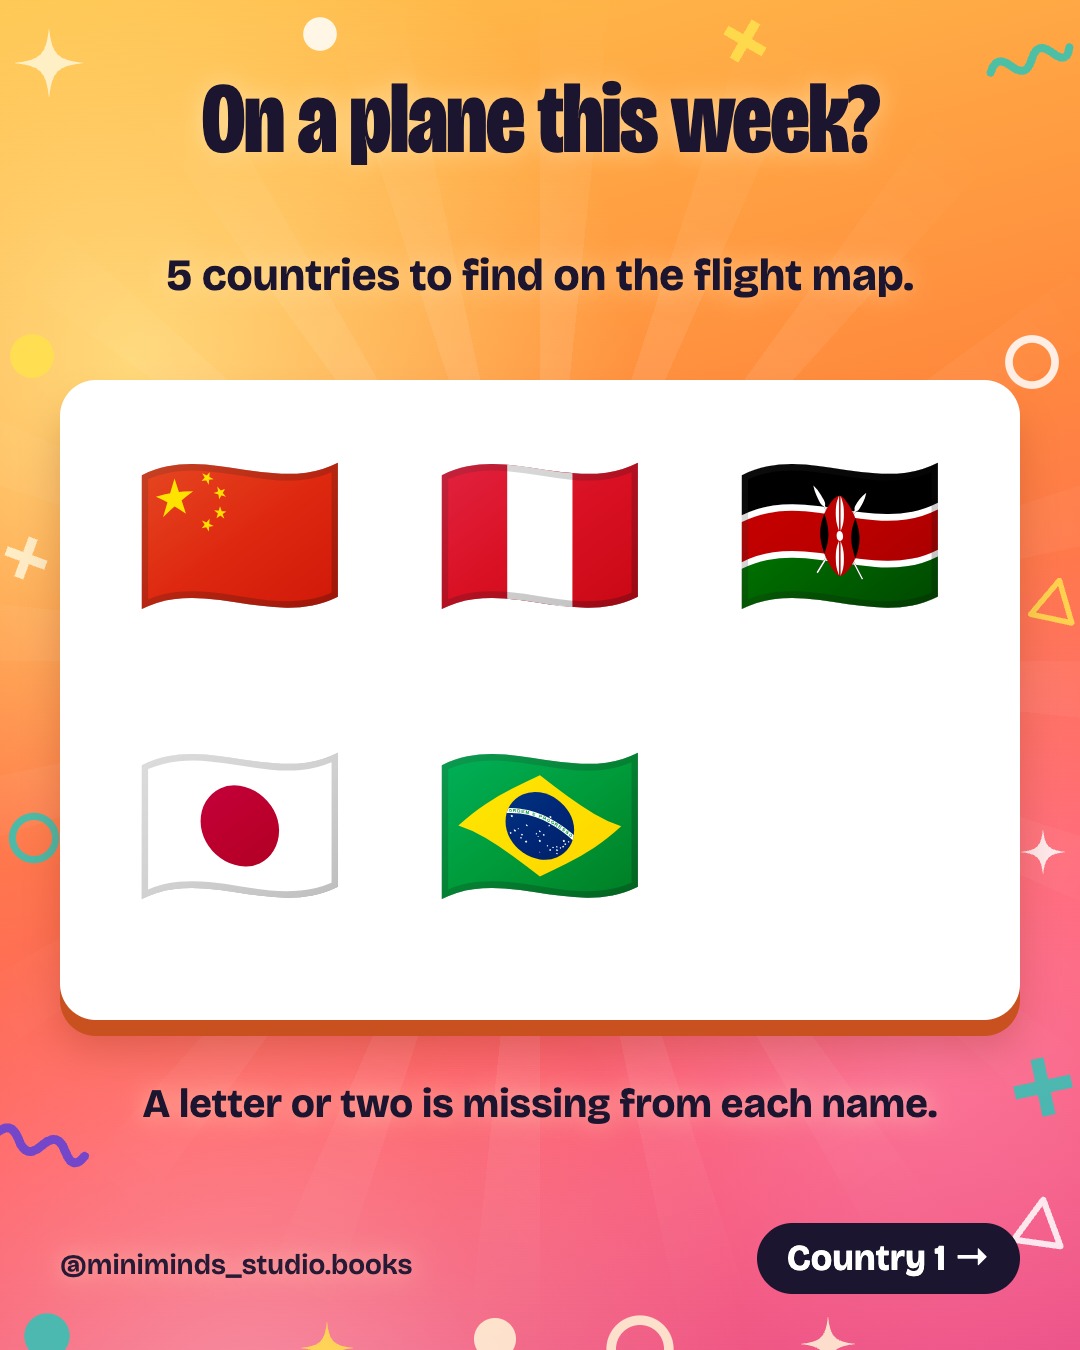 On a plane this week?
5 countries to find on the flight map.
A letter or two is missing from each name.
@miniminds_studio.books
Country 1 →